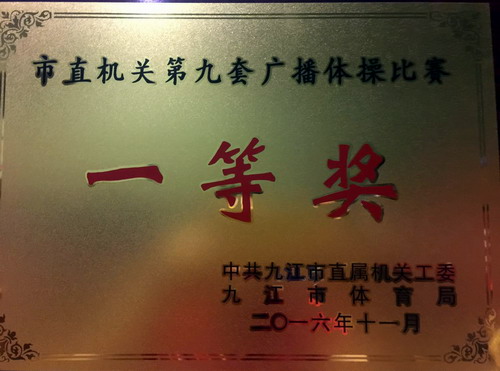 市直机关第九套广播体操比赛
一等奖
中共九江市直属机关工委
九江市体育局
二〇一六年十一月